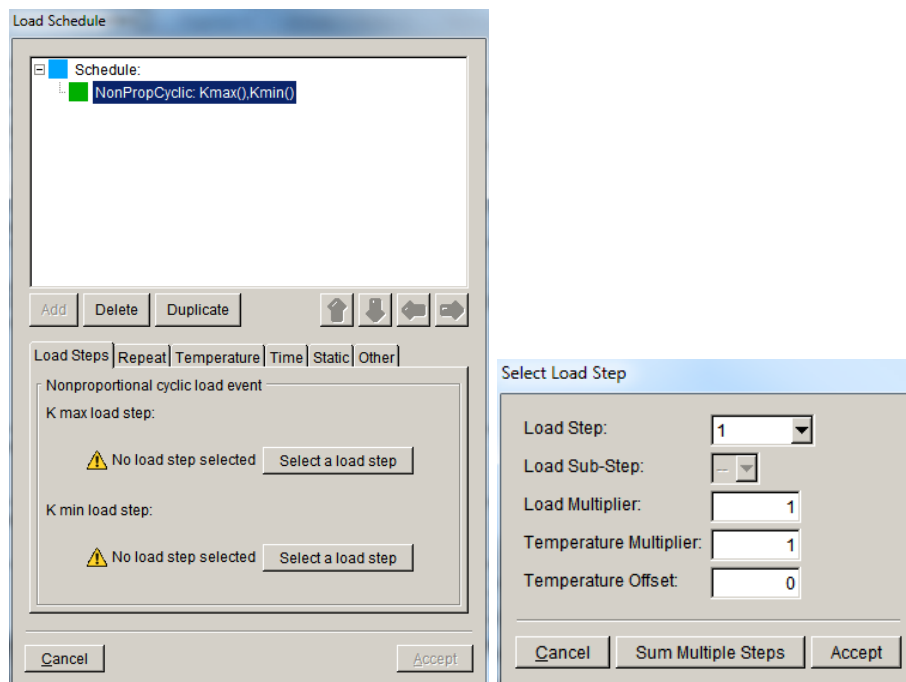 Load Schedule
Schedule:
NonPropCyclic: Kmax(),Kmin()
Add Delete Duplicate
Load Steps Repeat Temperature Time Static Other
Nonproportional cyclic load event
K max load step:
No load step selected Select a load step
K min load step:
No load step selected Select a load step
Cancel Accept
Select Load Step
Load Step: 1
Load Sub-Step: --
Load Multiplier: 1
Temperature Multiplier: 1
Temperature Offset: 0
Cancel Sum Multiple Steps Accept